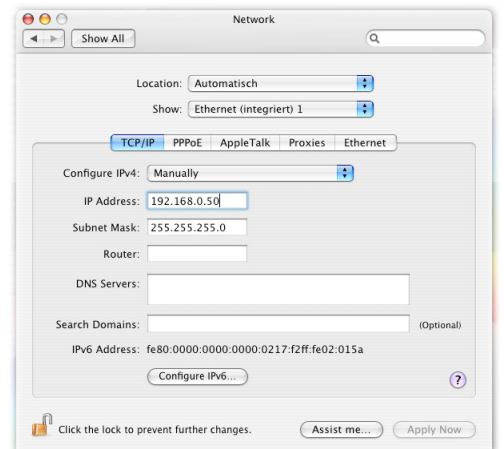 Network
Show All
Location: Automatisch
Show: Ethernet (integriert) 1
TCP/IP PPPoE AppleTalk Proxies Ethernet
Configure IPv4: Manually
IP Address: 192.168.0.50
Subnet Mask: 255.255.255.0
Router:
DNS Servers:
Search Domains: (Optional)
IPv6 Address: fe80:0000:0000:0000:0217:f2ff:fe02:015a
Configure IPv6...
?
Click the lock to prevent further changes. Assist me... Apply Now